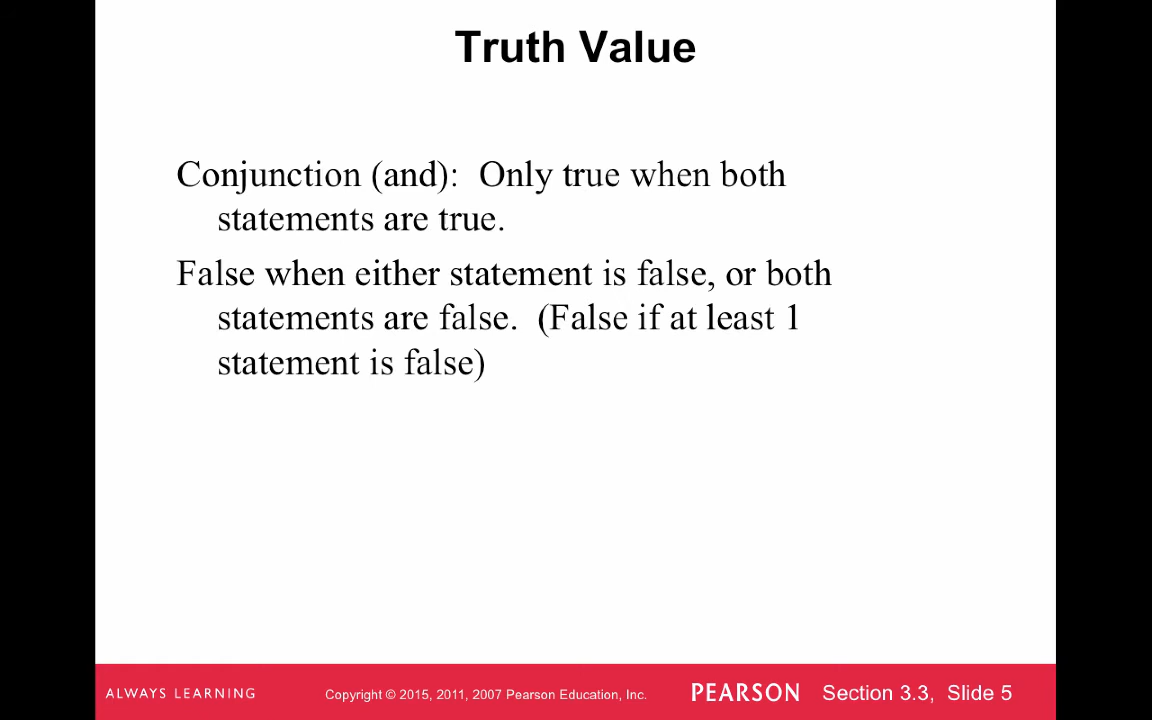 Truth Value
Conjunction (and): Only true when both
statements are true.
False when either statement is false, or both
statements are false. (False if at least 1
statement is false)
ALWAYS LEARNING Copyright © 2015, 2011, 2007 Pearson Education, Inc. PEARSON Section 3.3, Slide 5